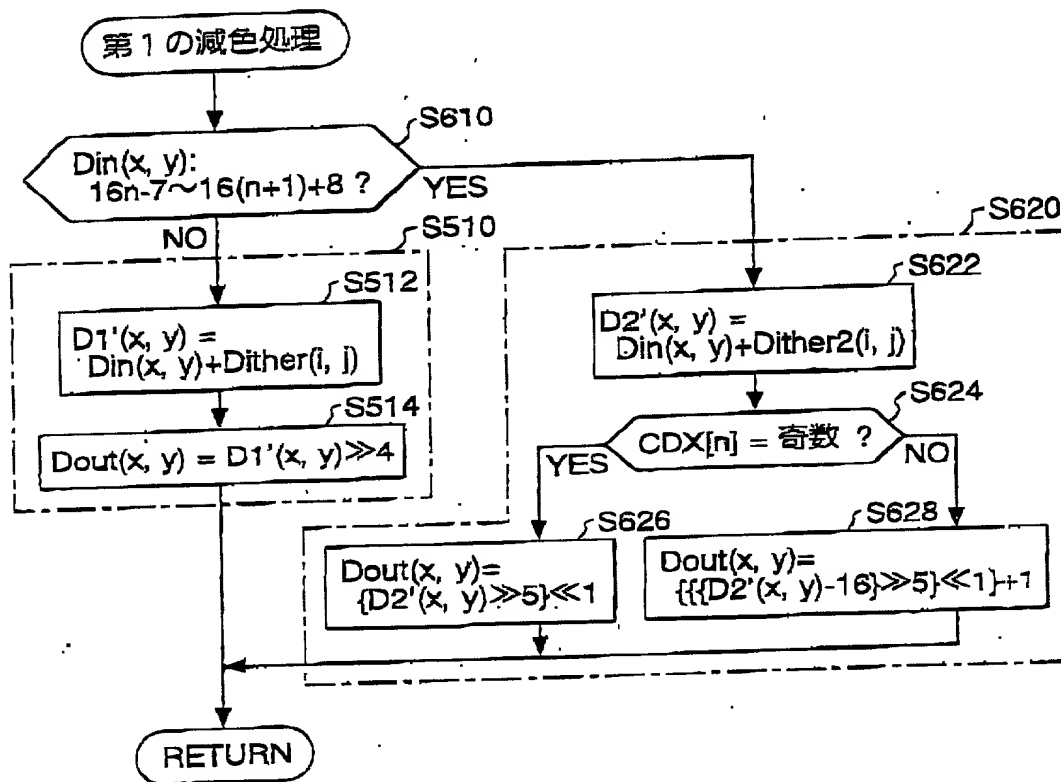 第1の減色処理
S610
Din(x, y):
16n-7～16(n+1)+8 ?
YES
NO
S510
S512
D1'(x, y) =
Din(x, y)+Dither(i, j)
S514
Dout(x, y) = D1'(x, y)≫4
S620
S622
D2'(x, y) =
Din(x, y)+Dither2(i, j)
S624
CDX[n] = 奇数 ?
YES
NO
S626
Dout(x, y)=
{D2'(x, y)≫5}≪1
S628
Dout(x, y)=
{{{D2'(x, y)-16}≫5}≪1}+1
RETURN